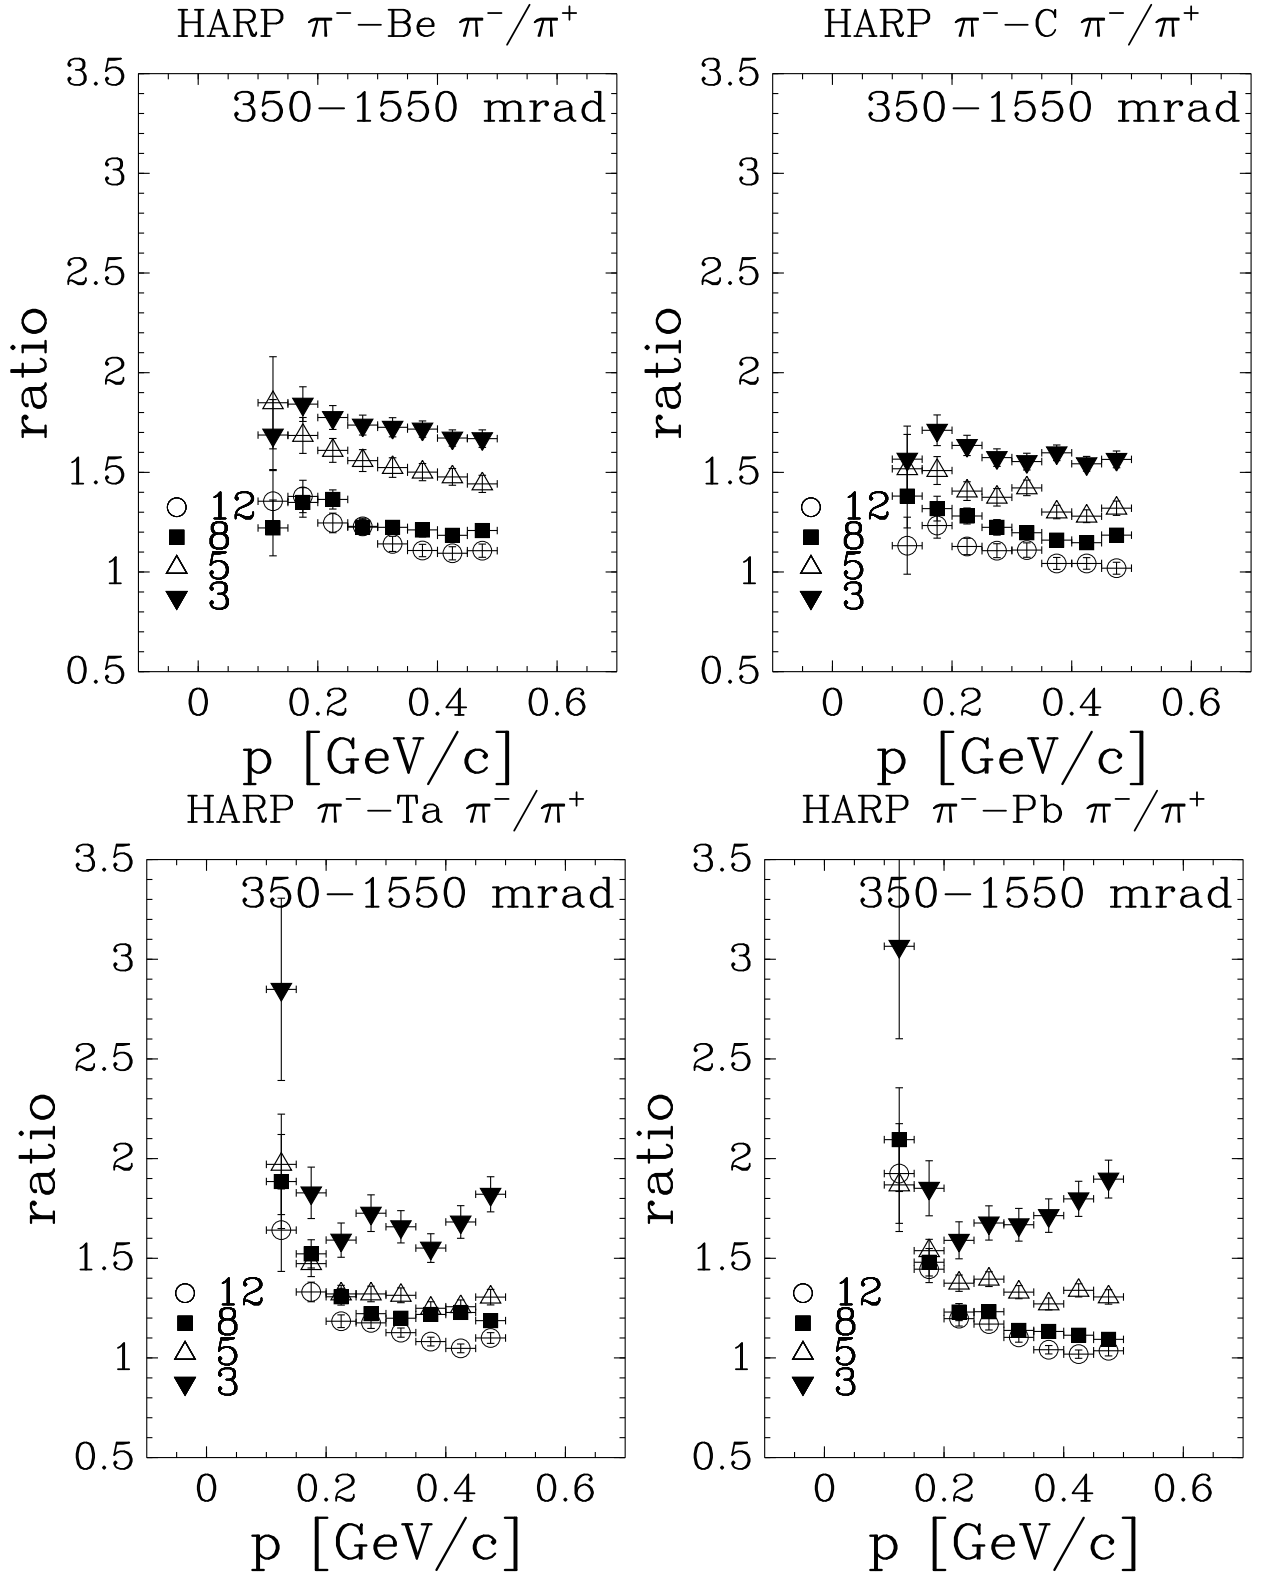 HARP π⁻−Be π⁻/π⁺
350−1550 mrad
3.5
3
2.5
2
1.5
1
0.5
ratio
12
8
5
3
0 0.2 0.4 0.6
p [GeV/c]
HARP π⁻−C π⁻/π⁺
350−1550 mrad
3.5
3
2.5
2
1.5
1
0.5
ratio
12
8
5
3
0 0.2 0.4 0.6
p [GeV/c]
HARP π⁻−Ta π⁻/π⁺
350−1550 mrad
3.5
3
2.5
2
1.5
1
0.5
ratio
12
8
5
3
0 0.2 0.4 0.6
p [GeV/c]
HARP π⁻−Pb π⁻/π⁺
350−1550 mrad
3.5
3
2.5
2
1.5
1
0.5
ratio
12
8
5
3
0 0.2 0.4 0.6
p [GeV/c]